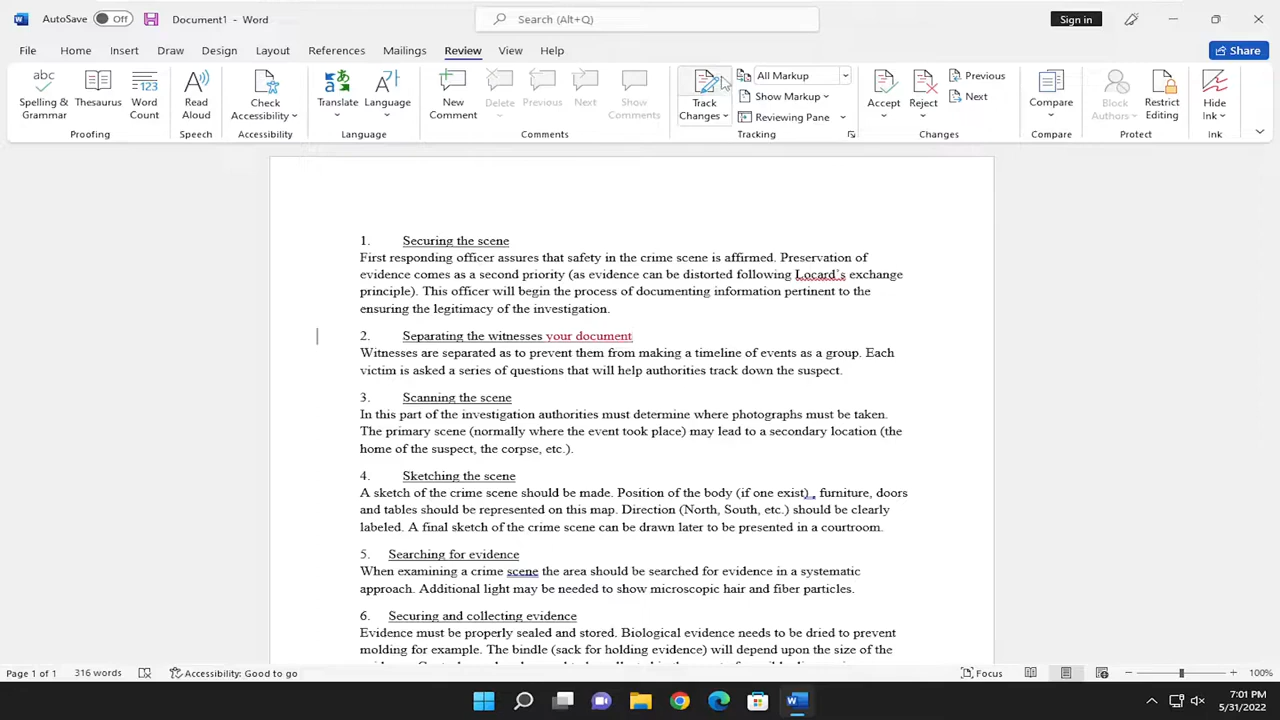 AutoSave Off Document1 - Word Search (Alt+Q) Sign in
File Home Insert Draw Design Layout References Mailings Review View Help Share
abc
Spelling & Grammar
Thesaurus
123
Word Count
Proofing
Read Aloud
Speech
Check Accessibility
Accessibility
Translate
Language
Language
New Comment
Delete
Previous
Next
Show Comments
Comments
Track Changes
All Markup
Show Markup
Reviewing Pane
Tracking
Accept
Reject
Previous
Next
Changes
Compare
Compare
Block Authors
Restrict Editing
Protect
Hide Ink
Ink
1. Securing the scene
First responding officer assures that safety in the crime scene is affirmed. Preservation of
evidence comes as a second priority (as evidence can be distorted following Locard's exchange
principle). This officer will begin the process of documenting information pertinent to the
ensuring the legitimacy of the investigation.
2. Separating the witnesses your document
Witnesses are separated as to prevent them from making a timeline of events as a group. Each
victim is asked a series of questions that will help authorities track down the suspect.
3. Scanning the scene
In this part of the investigation authorities must determine where photographs must be taken.
The primary scene (normally where the event took place) may lead to a secondary location (the
home of the suspect, the corpse, etc.).
4. Sketching the scene
A sketch of the crime scene should be made. Position of the body (if one exist) , furniture, doors
and tables should be represented on this map. Direction (North, South, etc.) should be clearly
labeled. A final sketch of the crime scene can be drawn later to be presented in a courtroom.
5. Searching for evidence
When examining a crime scene the area should be searched for evidence in a systematic
approach. Additional light may be needed to show microscopic hair and fiber particles.
6. Securing and collecting evidence
Evidence must be properly sealed and stored. Biological evidence needs to be dried to prevent
molding for example. The bindle (sack for holding evidence) will depend upon the size of the
Page 1 of 1 316 words Accessibility: Good to go Focus 100%
7:01 PM
5/31/2022